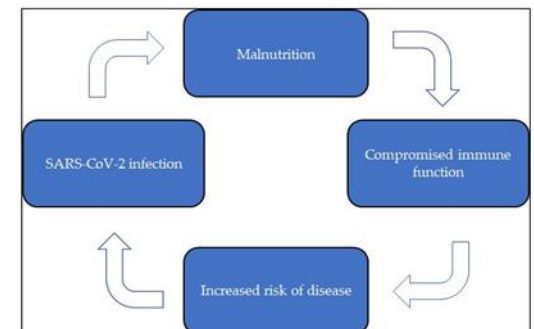 Malnutrition
SARS-CoV-2 infection
Compromised immune
function
Increased risk of disease